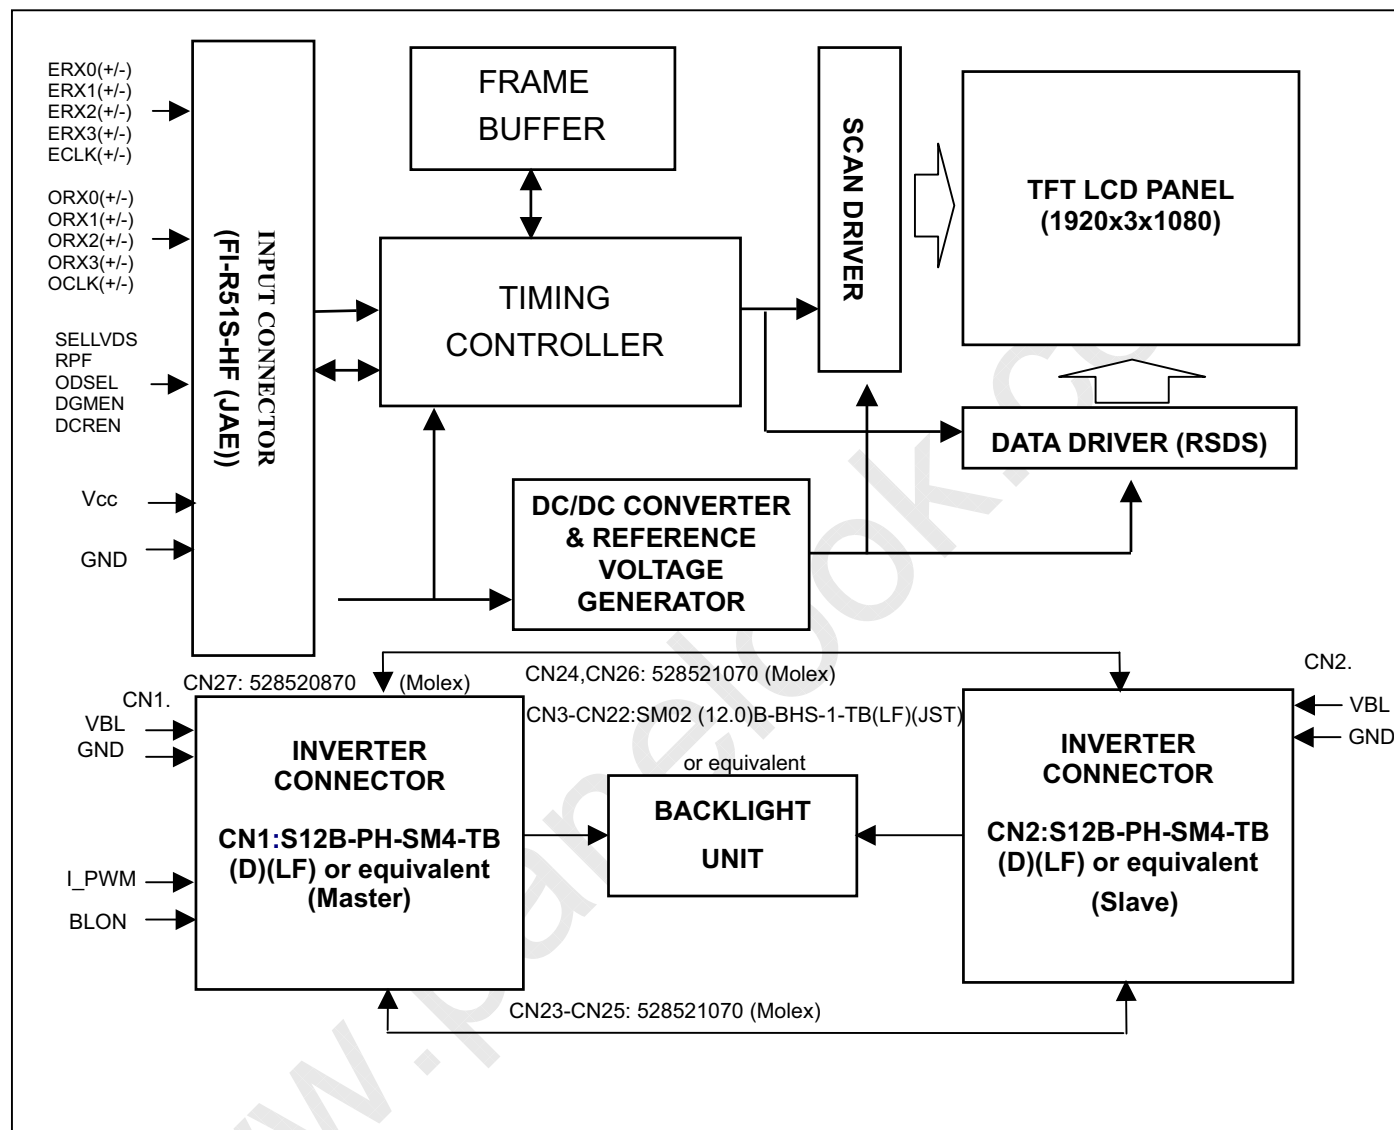 ERX0(+/-)
ERX1(+/-)
ERX2(+/-)
ERX3(+/-)
ECLK(+/-)
ORX0(+/-)
ORX1(+/-)
ORX2(+/-)
ORX3(+/-)
OCLK(+/-)
SELLVDS
RPF
ODSEL
DGMEN
DCREN
Vcc
GND
INPUT CONNECTOR
(FI-R51S-HF (JAE))
FRAME
BUFFER
TIMING
CONTROLLER
SCAN DRIVER
TFT LCD PANEL
(1920x3x1080)
DATA DRIVER (RSDS)
DC/DC CONVERTER
& REFERENCE
VOLTAGE
GENERATOR
CN27: 528520870 (Molex)
CN24,CN26: 528521070 (Molex)
CN3-CN22:SM02 (12.0)B-BHS-1-TB(LF)(JST)
or equivalent
CN1.
VBL
GND
I_PWM
BLON
INVERTER
CONNECTOR
CN1:S12B-PH-SM4-TB
(D)(LF) or equivalent
(Master)
BACKLIGHT
UNIT
INVERTER
CONNECTOR
CN2:S12B-PH-SM4-TB
(D)(LF) or equivalent
(Slave)
CN2.
VBL
GND
CN23-CN25: 528521070 (Molex)